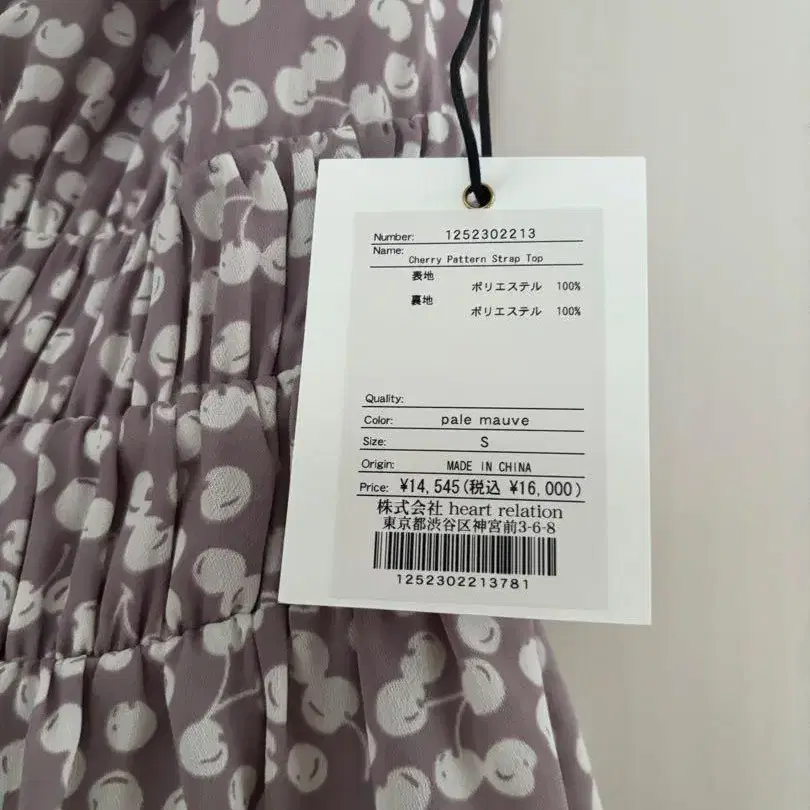 Number: 1252302213
Name:
Cherry Pattern Strap Top
表地
ポリエステル 100%
裏地
ポリエステル 100%
Quality:
Color: pale mauve
Size: S
Origin: MADE IN CHINA
Price: ¥14,545(税込 ¥16,000)
株式会社 heart relation
東京都渋谷区神宮前3-6-8
1252302213781